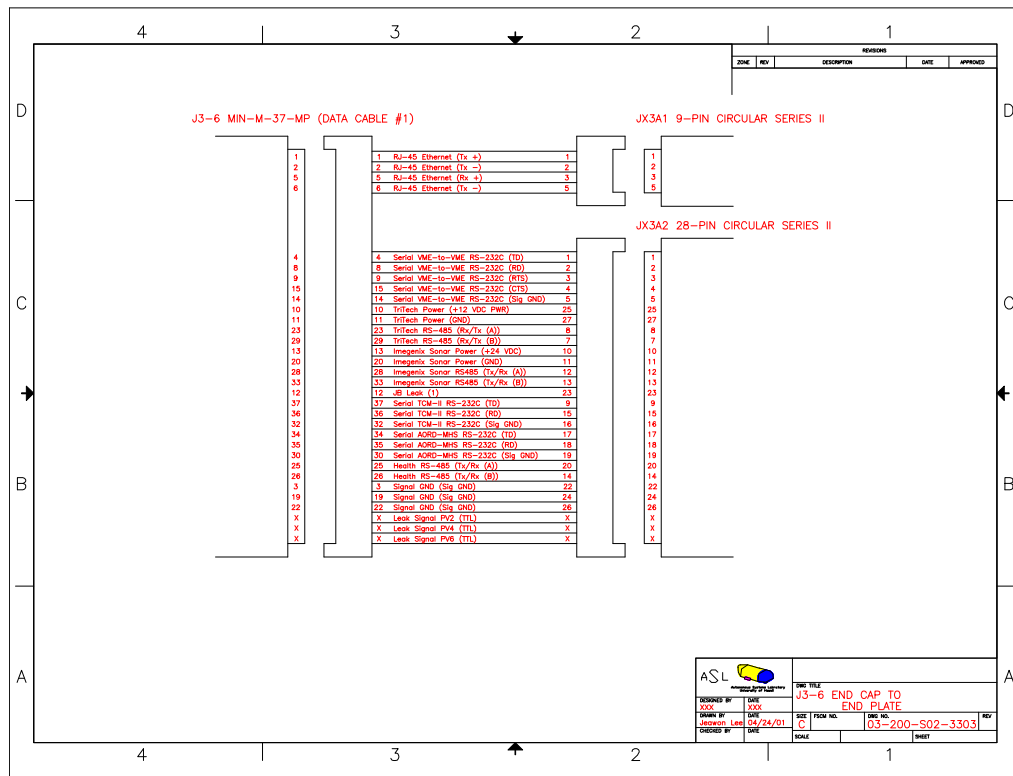 4 3 2 1
REVISIONS
ZONE REV DESCRIPTION DATE APPROVED
D D
J3-6 MIN-M-37-MP (DATA CABLE #1) JX3A1 9-PIN CIRCULAR SERIES II
1 1 RJ-45 Ethernet (Tx +) 1 1
2 2 RJ-45 Ethernet (Tx -) 2 2
5 5 RJ-45 Ethernet (Rx +) 3 3
6 6 RJ-45 Ethernet (Tx -) 5 5
JX3A2 28-PIN CIRCULAR SERIES II
4 4 Serial VME-to-VME RS-232C (TD) 1 1
8 8 Serial VME-to-VME RS-232C (RD) 2 2
9 9 Serial VME-to-VME RS-232C (RTS) 3 3
15 15 Serial VME-to-VME RS-232C (CTS) 4 4
14 14 Serial VME-to-VME RS-232C (Sig GND) 5 5
C C
10 10 TriTech Power (+12 VDC PWR) 25 25
11 11 TriTech Power (GND) 27 27
23 23 TriTech RS-485 (Rx/Tx (A)) 8 8
29 29 TriTech RS-485 (Rx/Tx (B)) 7 7
13 13 Imegenix Sonar Power (+24 VDC) 10 10
20 20 Imegenix Sonar Power (GND) 11 11
28 28 Imegenix Sonar RS485 (Tx/Rx (A)) 12 12
33 33 Imegenix Sonar RS485 (Tx/Rx (B)) 13 13
12 12 JB Leak (1) 23 23
37 37 Serial TCM-II RS-232C (TD) 9 9
36 36 Serial TCM-II RS-232C (RD) 15 15
32 32 Serial TCM-II RS-232C (Sig GND) 16 16
34 34 Serial AORD-MHS RS-232C (TD) 17 17
35 35 Serial AORD-MHS RS-232C (RD) 18 18
30 30 Serial AORD-MHS RS-232C (Sig GND) 19 19
25 25 Health RS-485 (Tx/Rx (A)) 20 20
26 26 Health RS-485 (Tx/Rx (B)) 14 14
B B
3 3 Signal GND (Sig GND) 22 22
19 19 Signal GND (Sig GND) 24 24
22 22 Signal GND (Sig GND) 26 26
X X Leak Signal PV2 (TTL) X X
X X Leak Signal PV4 (TTL) X X
X X Leak Signal PV6 (TTL) X X
A A
ASL
Autonomous Systems Laboratory
University of Hawaii
DESIGNED BY DATE
XXX XXX
DRAWN BY DATE
Jeawon Lee 04/24/01
CHECKED BY DATE
DWG TITLE
J3-6 END CAP TO
END PLATE
SIZE FSCM NO. DWG NO. REV
C 03-200-S02-3303
SCALE SHEET
4 3 2 1